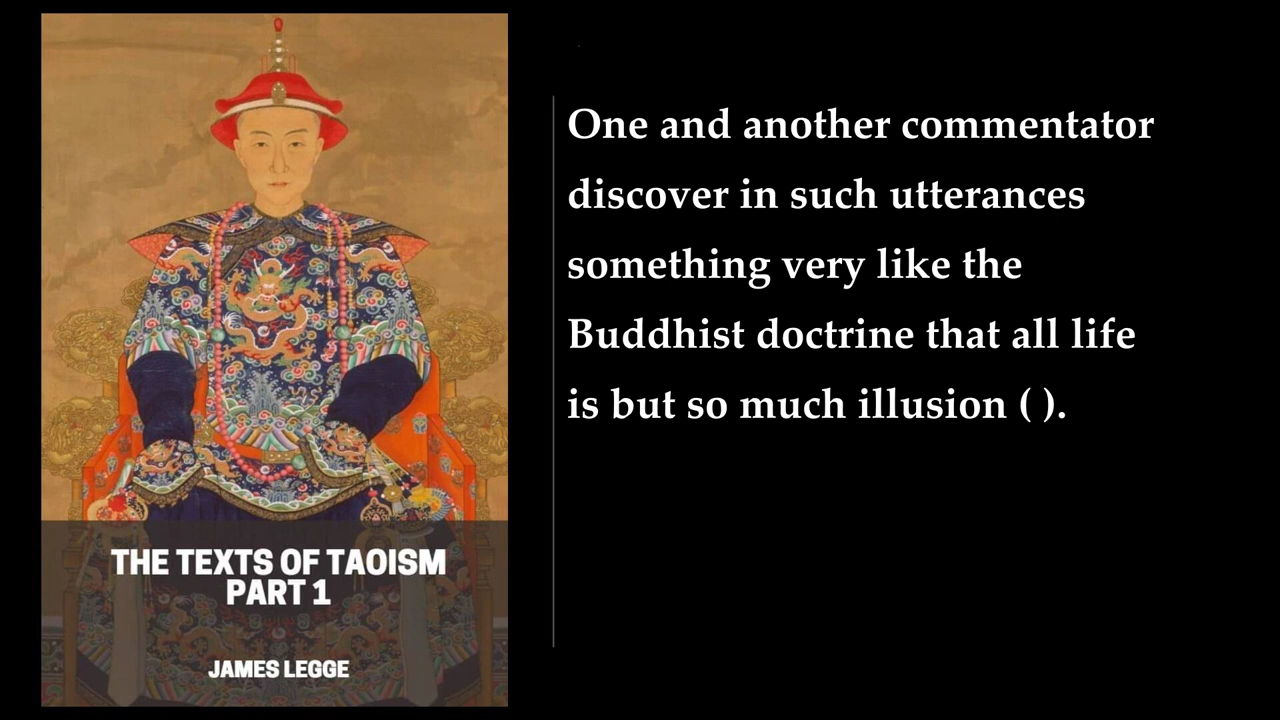 THE TEXTS OF TAOISM
PART 1
JAMES LEGGE
One and another commentator
discover in such utterances
something very like the
Buddhist doctrine that all life
is but so much illusion ( ).